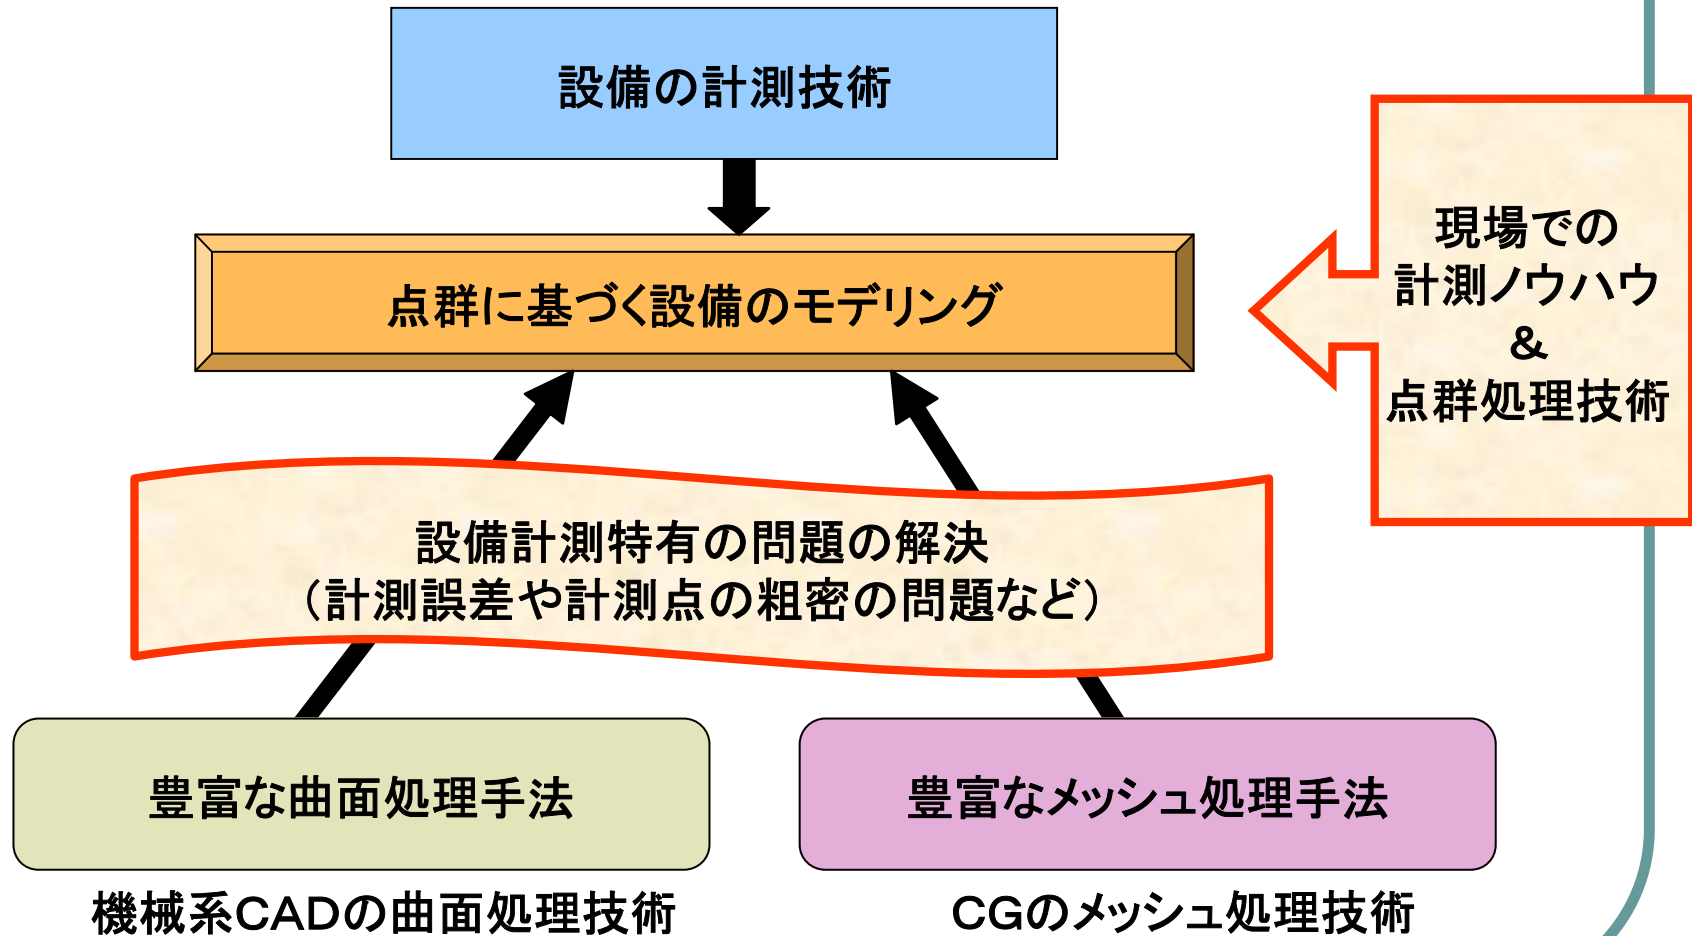 設備の計測技術
点群に基づく設備のモデリング
現場での
計測ノウハウ
&
点群処理技術
設備計測特有の問題の解決
（計測誤差や計測点の粗密の問題など）
豊富な曲面処理手法
豊富なメッシュ処理手法
機械系CADの曲面処理技術
CGのメッシュ処理技術